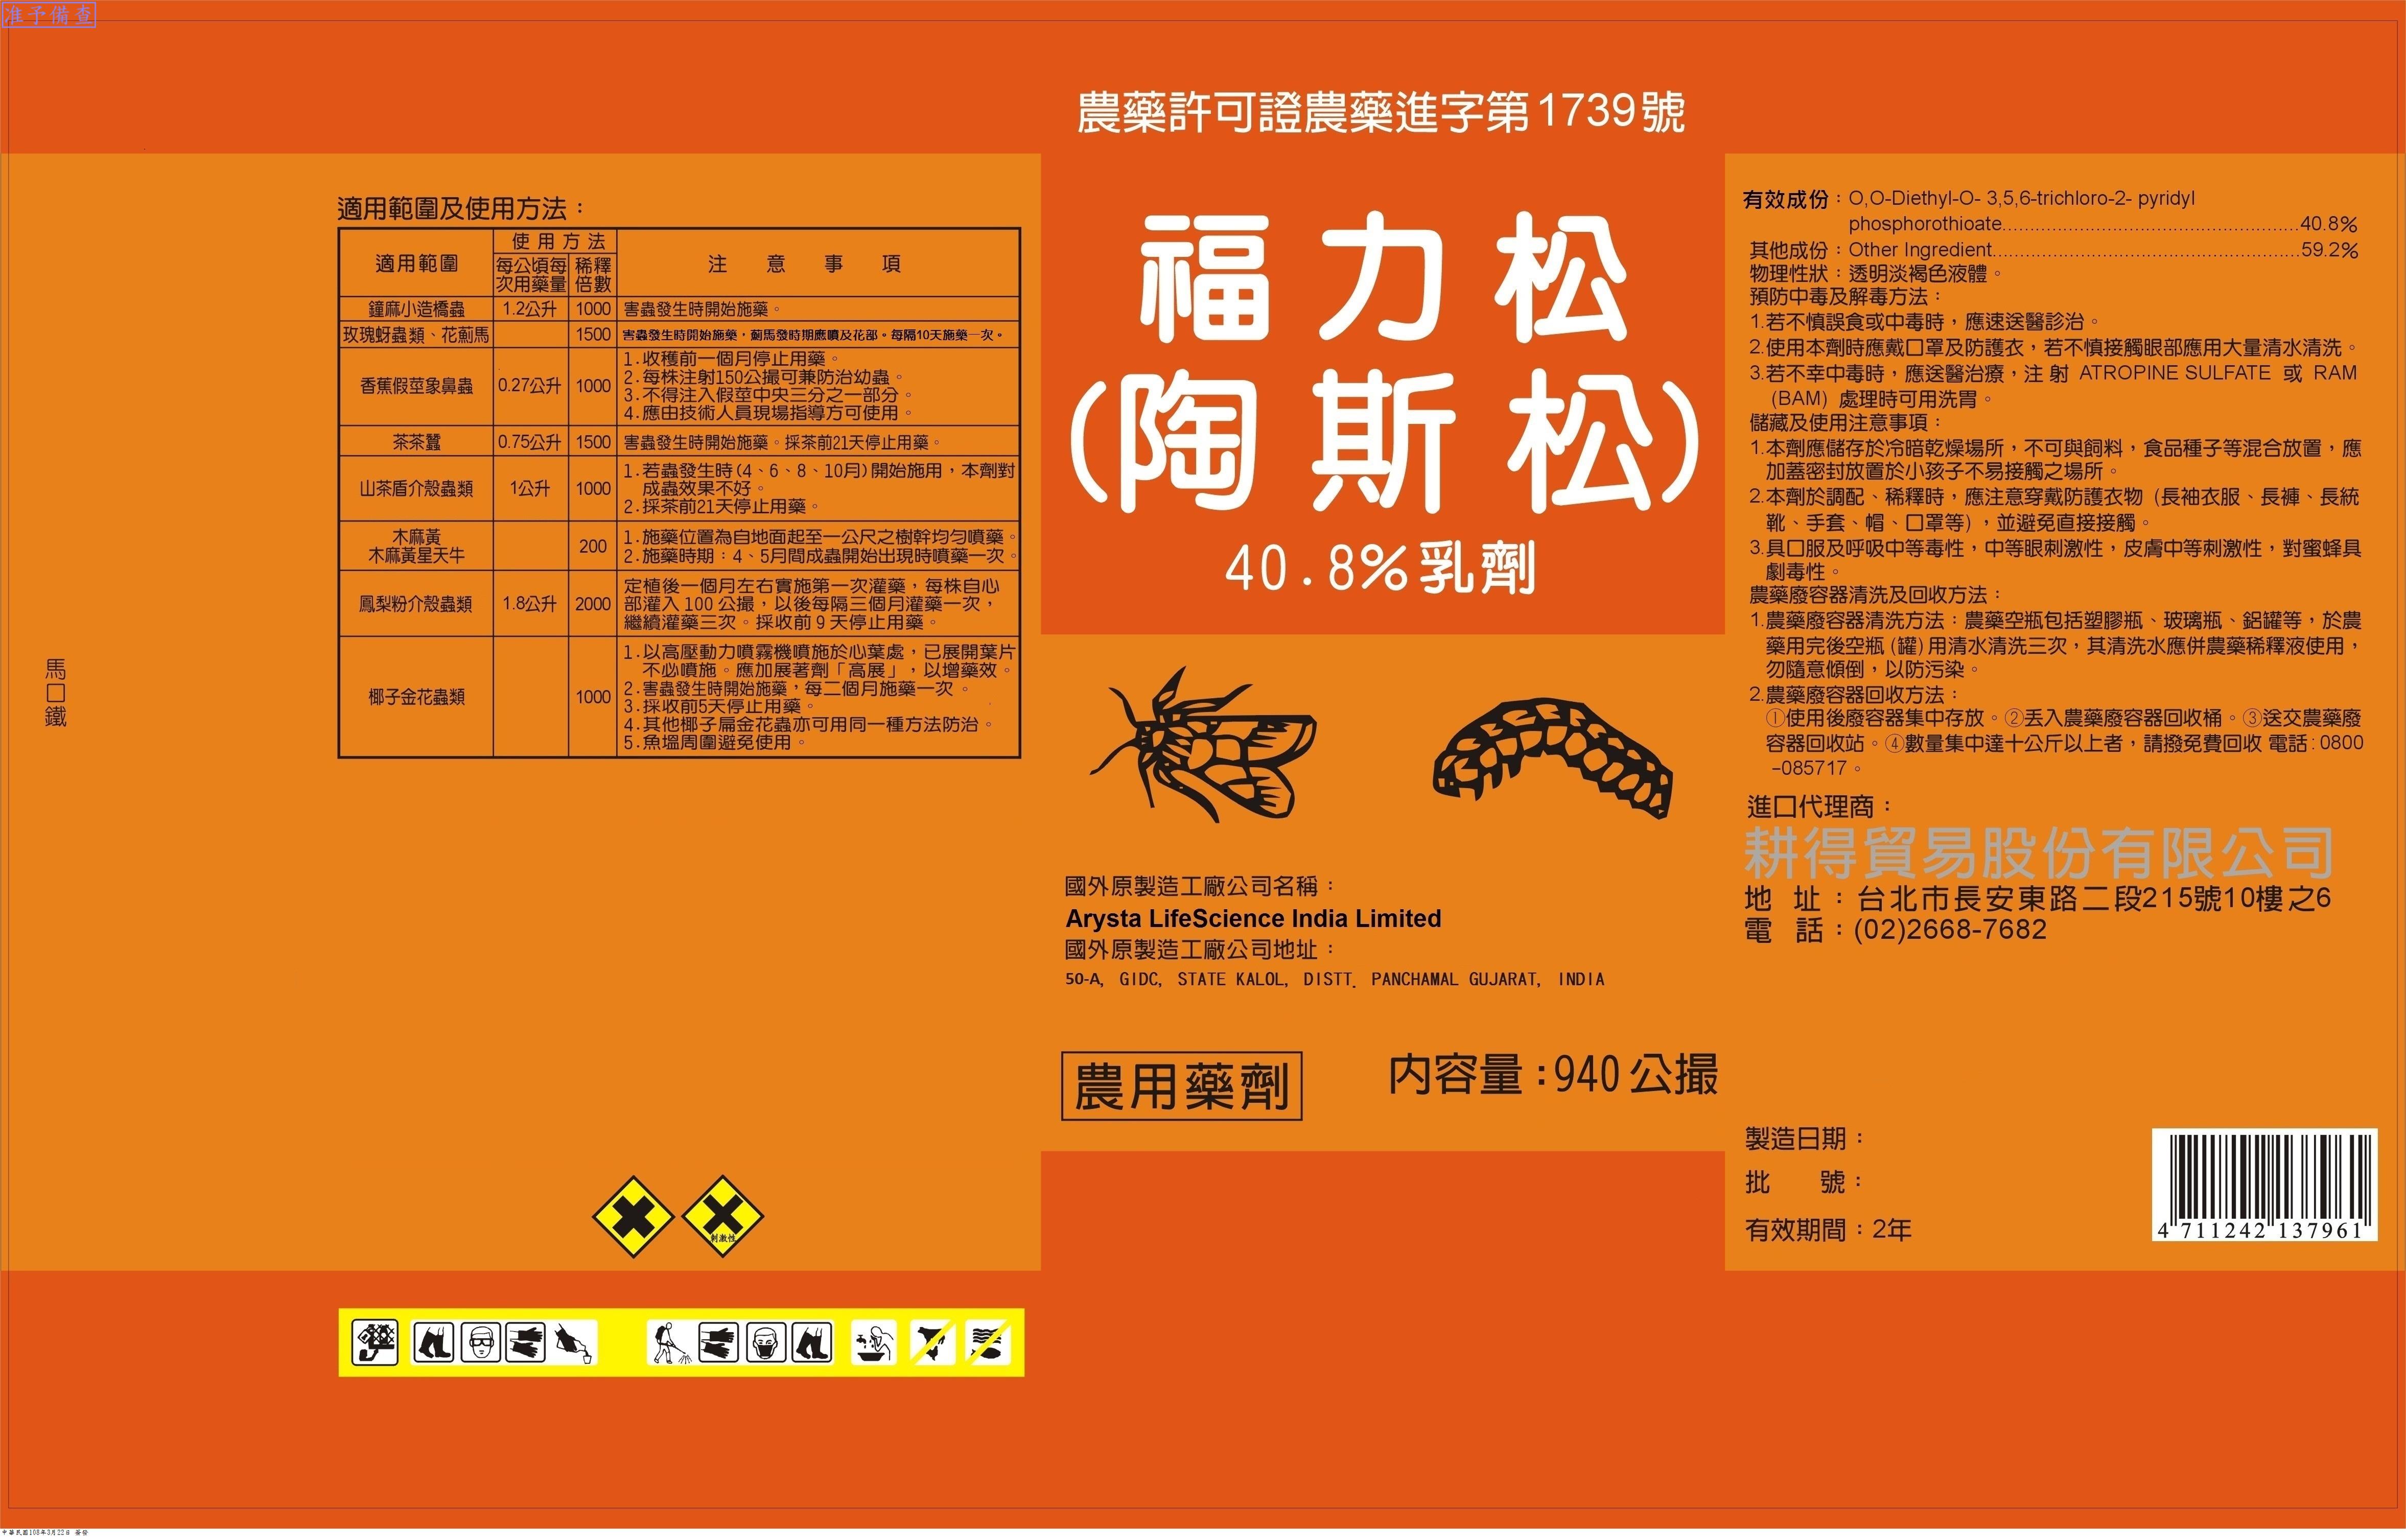 准予備查
農藥許可證農藥進字第1739號
福力松
(陶斯松)
40.8%乳劑
國外原製造工廠公司名稱：
Arysta LifeScience India Limited
國外原製造工廠公司地址：
50-A, GIDC, STATE KALOL, DISTT. PANCHAMAL GUJARAT, INDIA
農用藥劑
內容量：940公撮
馬口鐵
適用範圍及使用方法：
適用範圍
使用方法
每公頃每次用藥量
稀釋倍數
注意事項
鐘麻小造橋蟲 1.2公升 1000 害蟲發生時開始施藥。
玫瑰蚜蟲類、花薊馬 1500 害蟲發生時開始施藥，薊馬發時期應噴及花部。每隔10天施藥一次。
香蕉假莖象鼻蟲 0.27公升 1000
1.收穫前一個月停止用藥。
2.每株注射150公撮可兼防治幼蟲。
3.不得注入假莖中央三分之一部分。
4.應由技術人員現場指導方可使用。
茶茶蠶 0.75公升 1500 害蟲發生時開始施藥。採茶前21天停止用藥。
山茶盾介殼蟲類 1公升 1000
1.若蟲發生時(4、6、8、10月)開始施用，本劑對
成蟲效果不好。
2.採茶前21天停止用藥。
木麻黃
木麻黃星天牛 200
1.施藥位置為自地面起至一公尺之樹幹均勻噴藥。
2.施藥時期：4、5月間成蟲開始出現時噴藥一次。
鳳梨粉介殼蟲類 1.8公升 2000
定植後一個月左右實施第一次灌藥，每株自心
部灌入100公撮，以後每隔三個月灌藥一次，
繼續灌藥三次。採收前9天停止用藥。
椰子金花蟲類 1000
1.以高壓動力噴霧機噴施於心葉處，已展開葉片
不必噴施。應加展著劑「高展」，以增藥效。
2.害蟲發生時開始施藥，每二個月施藥一次。
3.採收前5天停止用藥。
4.其他椰子扁金花蟲亦可用同一種方法防治。
5.魚塭周圍避免使用。
刺激性
有效成份：O,O-Diethyl-O- 3,5,6-trichloro-2- pyridyl
phosphorothioate..................................................40.8%
其他成份：Other Ingredient....................................................59.2%
物理性狀：透明淡褐色液體。
預防中毒及解毒方法：
1.若不慎誤食或中毒時，應速送醫診治。
2.使用本劑時應戴口罩及防護衣，若不慎接觸眼部應用大量清水清洗。
3.若不幸中毒時，應送醫治療，注射 ATROPINE SULFATE 或 RAM
(BAM) 處理時可用洗胃。
儲藏及使用注意事項：
1.本劑應儲存於冷暗乾燥場所，不可與飼料，食品種子等混合放置，應
加蓋密封放置於小孩子不易接觸之場所。
2.本劑於調配、稀釋時，應注意穿戴防護衣物 (長袖衣服、長褲、長統
靴、手套、帽、口罩等)，並避免直接接觸。
3.具口服及呼吸中等毒性，中等眼刺激性，皮膚中等刺激性，對蜜蜂具
劇毒性。
農藥廢容器清洗及回收方法：
1.農藥廢容器清洗方法：農藥空瓶包括塑膠瓶、玻璃瓶、鋁罐等，於農
藥用完後空瓶(罐)用清水清洗三次，其清洗水應併農藥稀釋液使用，
勿隨意傾倒，以防污染。
2.農藥廢容器回收方法：
①使用後廢容器集中存放。②丟入農藥廢容器回收桶。③送交農藥廢
容器回收站。④數量集中達十公斤以上者，請撥免費回收 電話：0800
-085717。
進口代理商：
耕得貿易股份有限公司
地 址：台北市長安東路二段215號10樓之6
電 話：(02)2668-7682
製造日期：
批 號：
有效期間：2年
4 711242 137961
中華民國108年3月22日 簽發